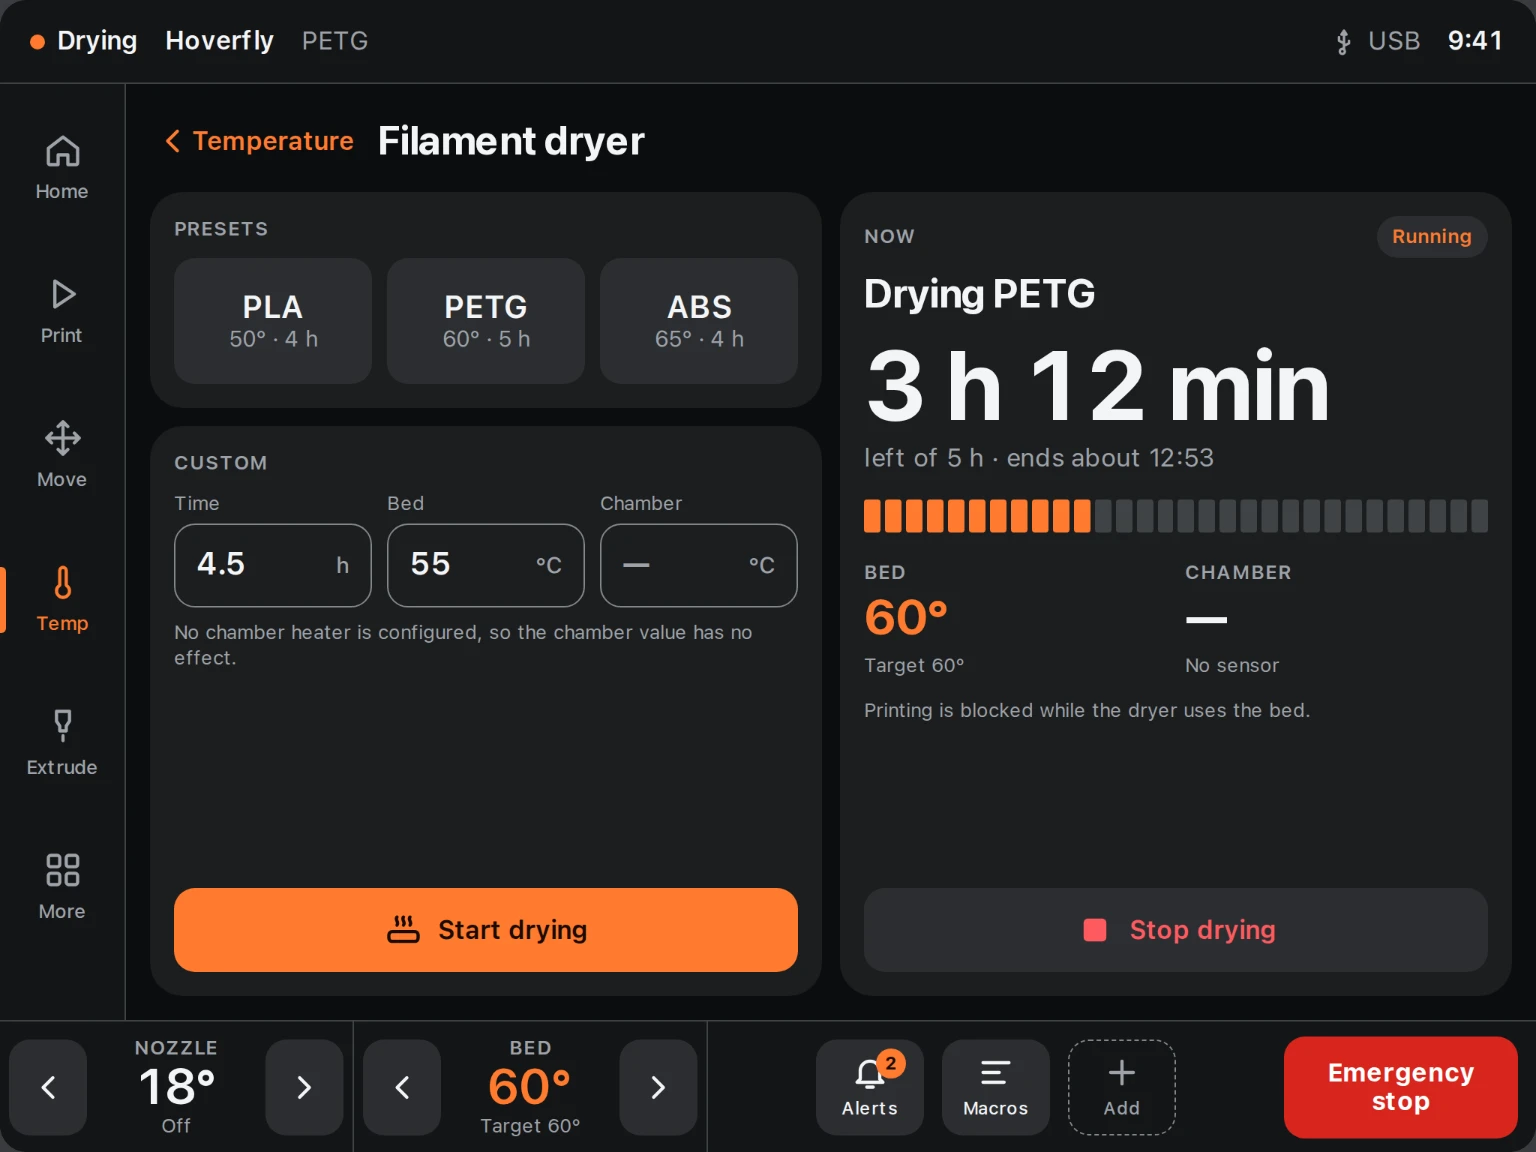 Drying Hoverfly PETG
USB 9:41
Home
Print
Move
Temp
Extrude
More
Temperature
Filament dryer
PRESETS
PLA
50° · 4 h
PETG
60° · 5 h
ABS
65° · 4 h
CUSTOM
Time
4.5 h
Bed
55 °C
Chamber
— °C
No chamber heater is configured, so the chamber value has no
effect.
Start drying
NOW
Running
Drying PETG
3 h 12 min
left of 5 h · ends about 12:53
BED
60°
Target 60°
CHAMBER
—
No sensor
Printing is blocked while the dryer uses the bed.
Stop drying
NOZZLE
18°
Off
BED
60°
Target 60°
2
Alerts
Macros
Add
Emergency
stop